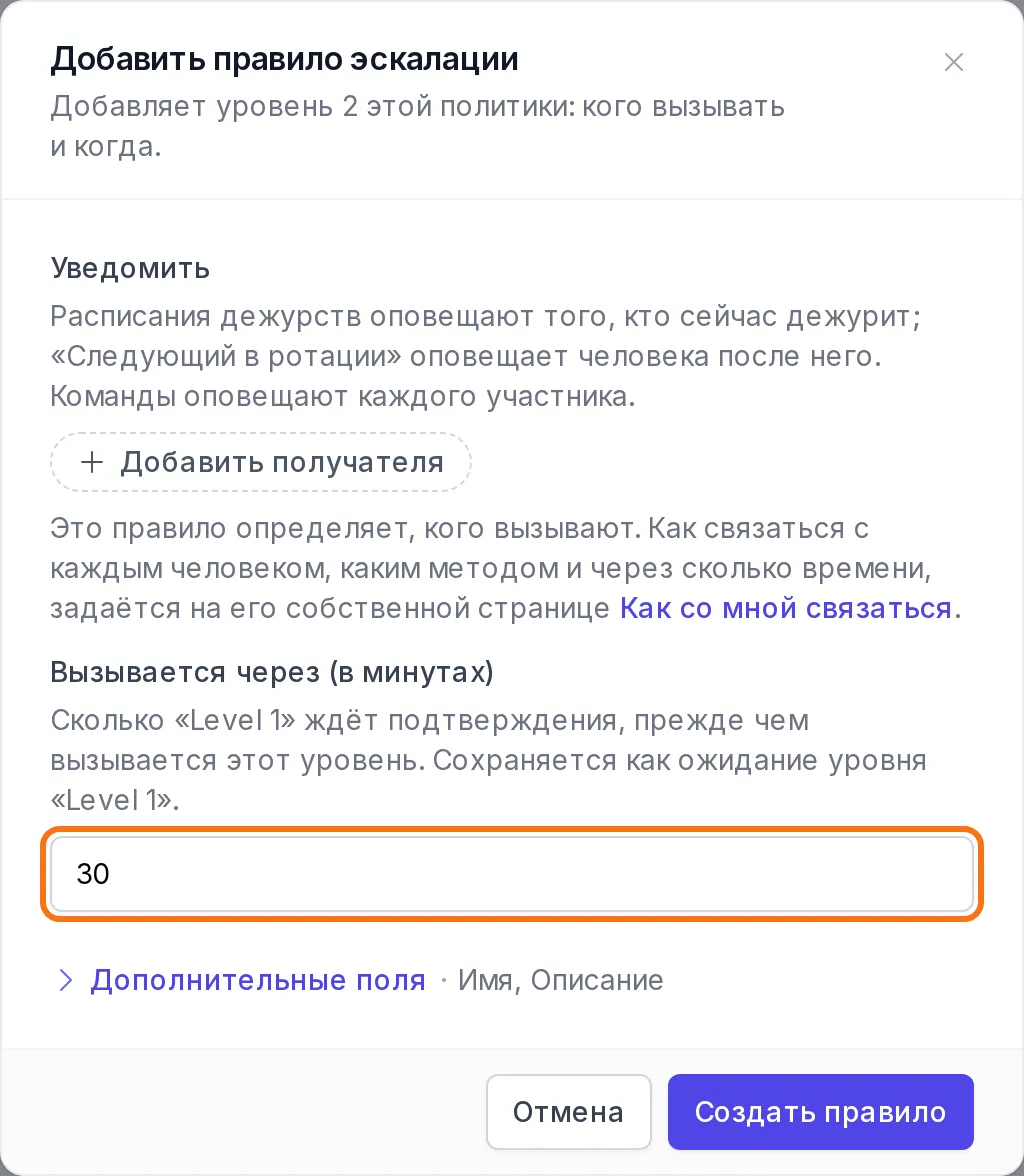 Добавить правило эскалации
Добавляет уровень 2 этой политики: кого вызывать
и когда.
Уведомить
Расписания дежурств оповещают того, кто сейчас дежурит;
«Следующий в ротации» оповещает человека после него.
Команды оповещают каждого участника.
Добавить получателя
Это правило определяет, кого вызывают. Как связаться с
каждым человеком, каким методом и через сколько времени,
задаётся на его собственной странице Как со мной связаться.
Вызывается через (в минутах)
Сколько «Level 1» ждёт подтверждения, прежде чем
вызывается этот уровень. Сохраняется как ожидание уровня
«Level 1».
30
Дополнительные поля · Имя, Описание
Отмена
Создать правило